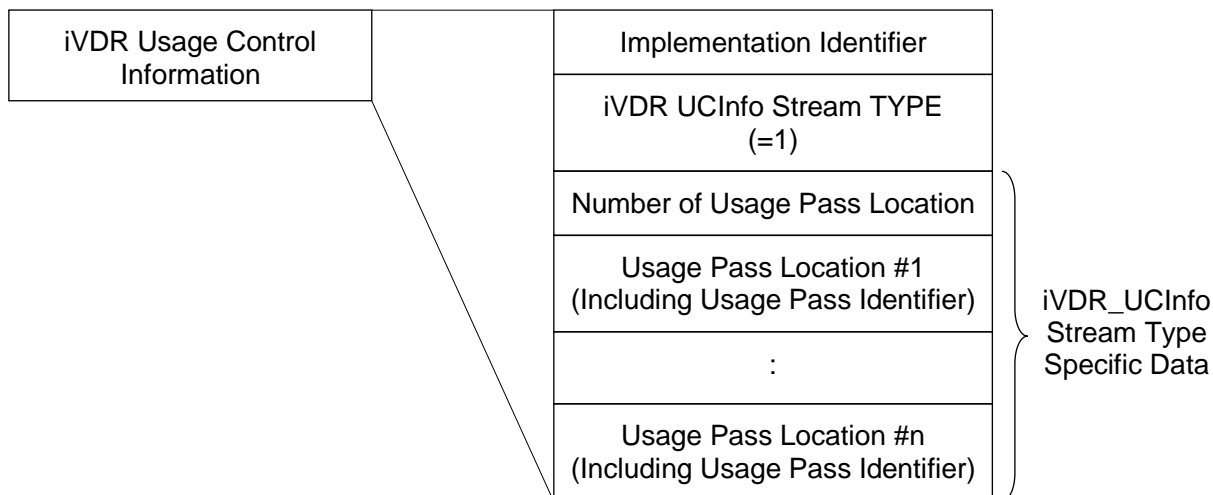 iVDR Usage Control
Information
Implementation Identifier
iVDR UCInfo Stream TYPE
(=1)
Number of Usage Pass Location
Usage Pass Location #1
(Including Usage Pass Identifier)
:
Usage Pass Location #n
(Including Usage Pass Identifier)
iVDR_UCInfo
Stream Type
Specific Data